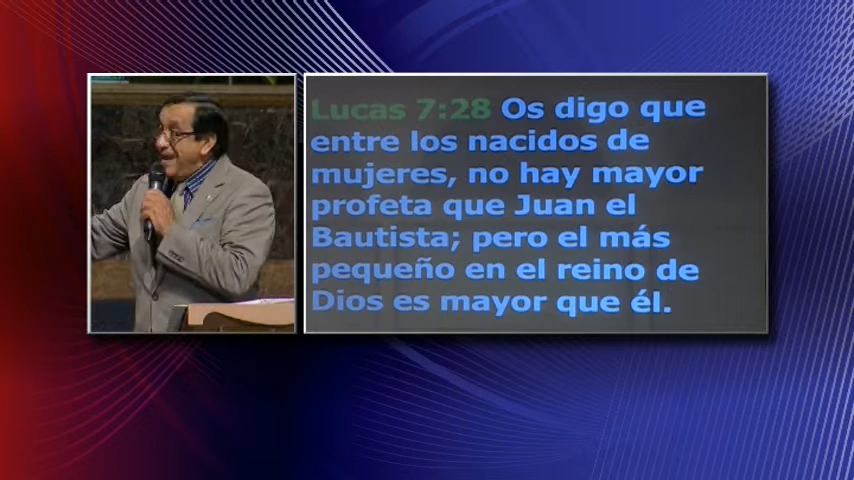 Lucas 7:28 Os digo que
entre los nacidos de
mujeres, no hay mayor
profeta que Juan el
Bautista; pero el más
pequeño en el reino de
Dios es mayor que él.